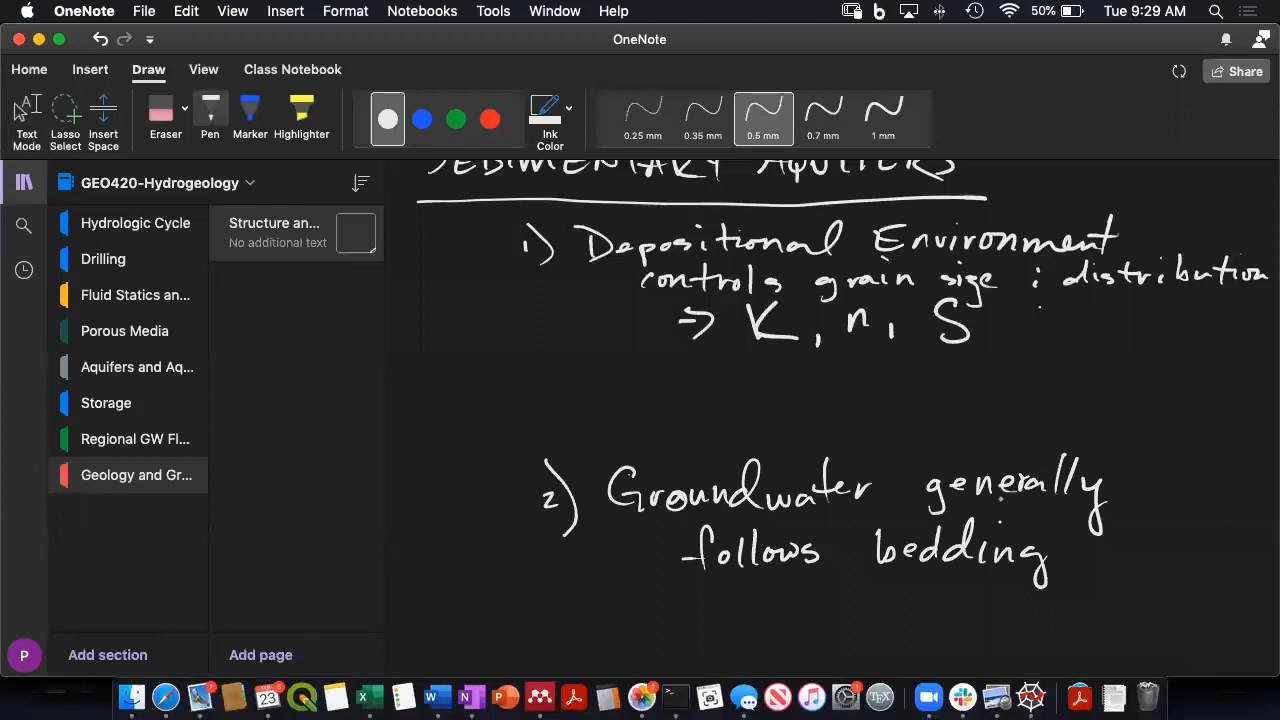 OneNote File Edit View Insert Format Notebooks Tools Window Help 50% Tue 9:29 AM
OneNote
Home Insert Draw View Class Notebook Share
Text Mode Lasso Select Insert Space Eraser Pen Marker Highlighter Ink Color 0.25 mm 0.35 mm 0.5 mm 0.7 mm 1 mm
GEO420-Hydrogeology
Hydrologic Cycle
Drilling
Fluid Statics an...
Porous Media
Aquifers and Aq...
Storage
Regional GW Fl...
Geology and Gr...
Add section
P
Structure an...
No additional text
Add page
SEDIMENTARY AQUIFERS
1) Depositional Environment
controls grain size ; distribution
⇒ K, n, S
2) Groundwater generally
follows bedding